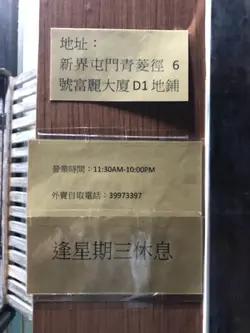 地址：
新界屯門青菱徑 6
號富麗大廈 D1 地鋪
營業時間：11:30AM-10:00PM
外賣自取電話：39973397
逢星期三休息